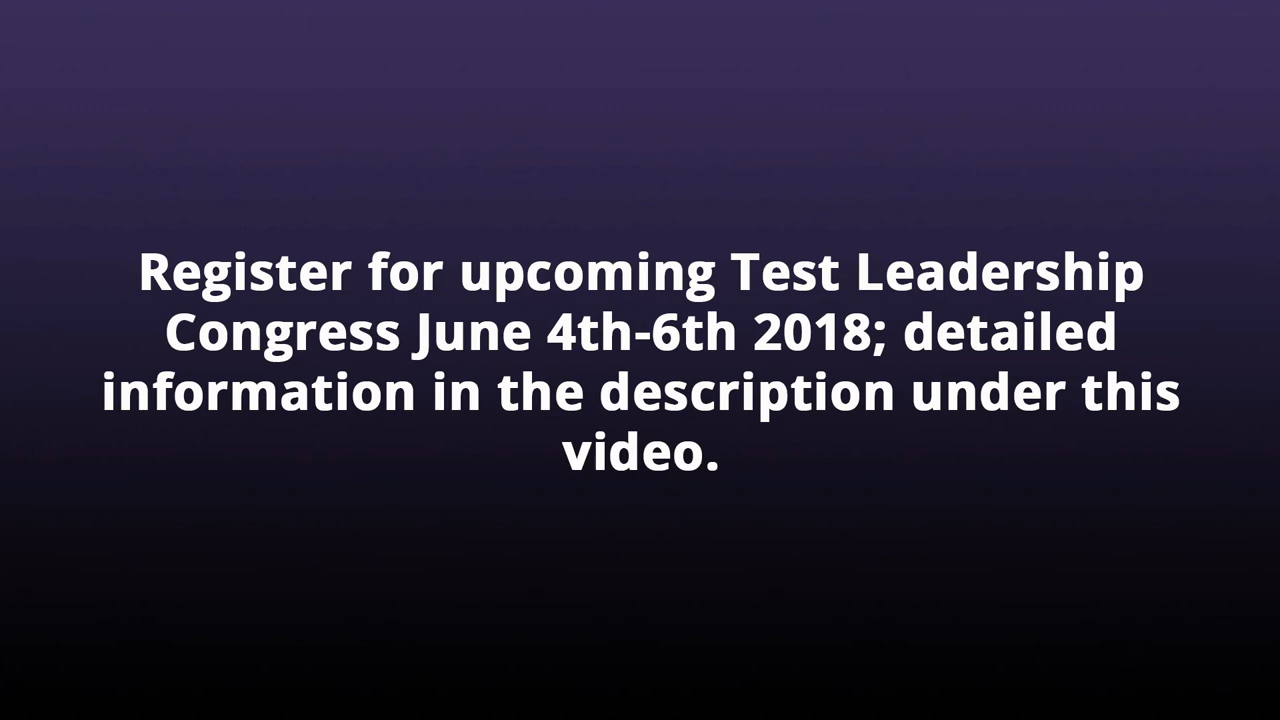 Register for upcoming Test Leadership
Congress June 4th-6th 2018; detailed
information in the description under this
video.